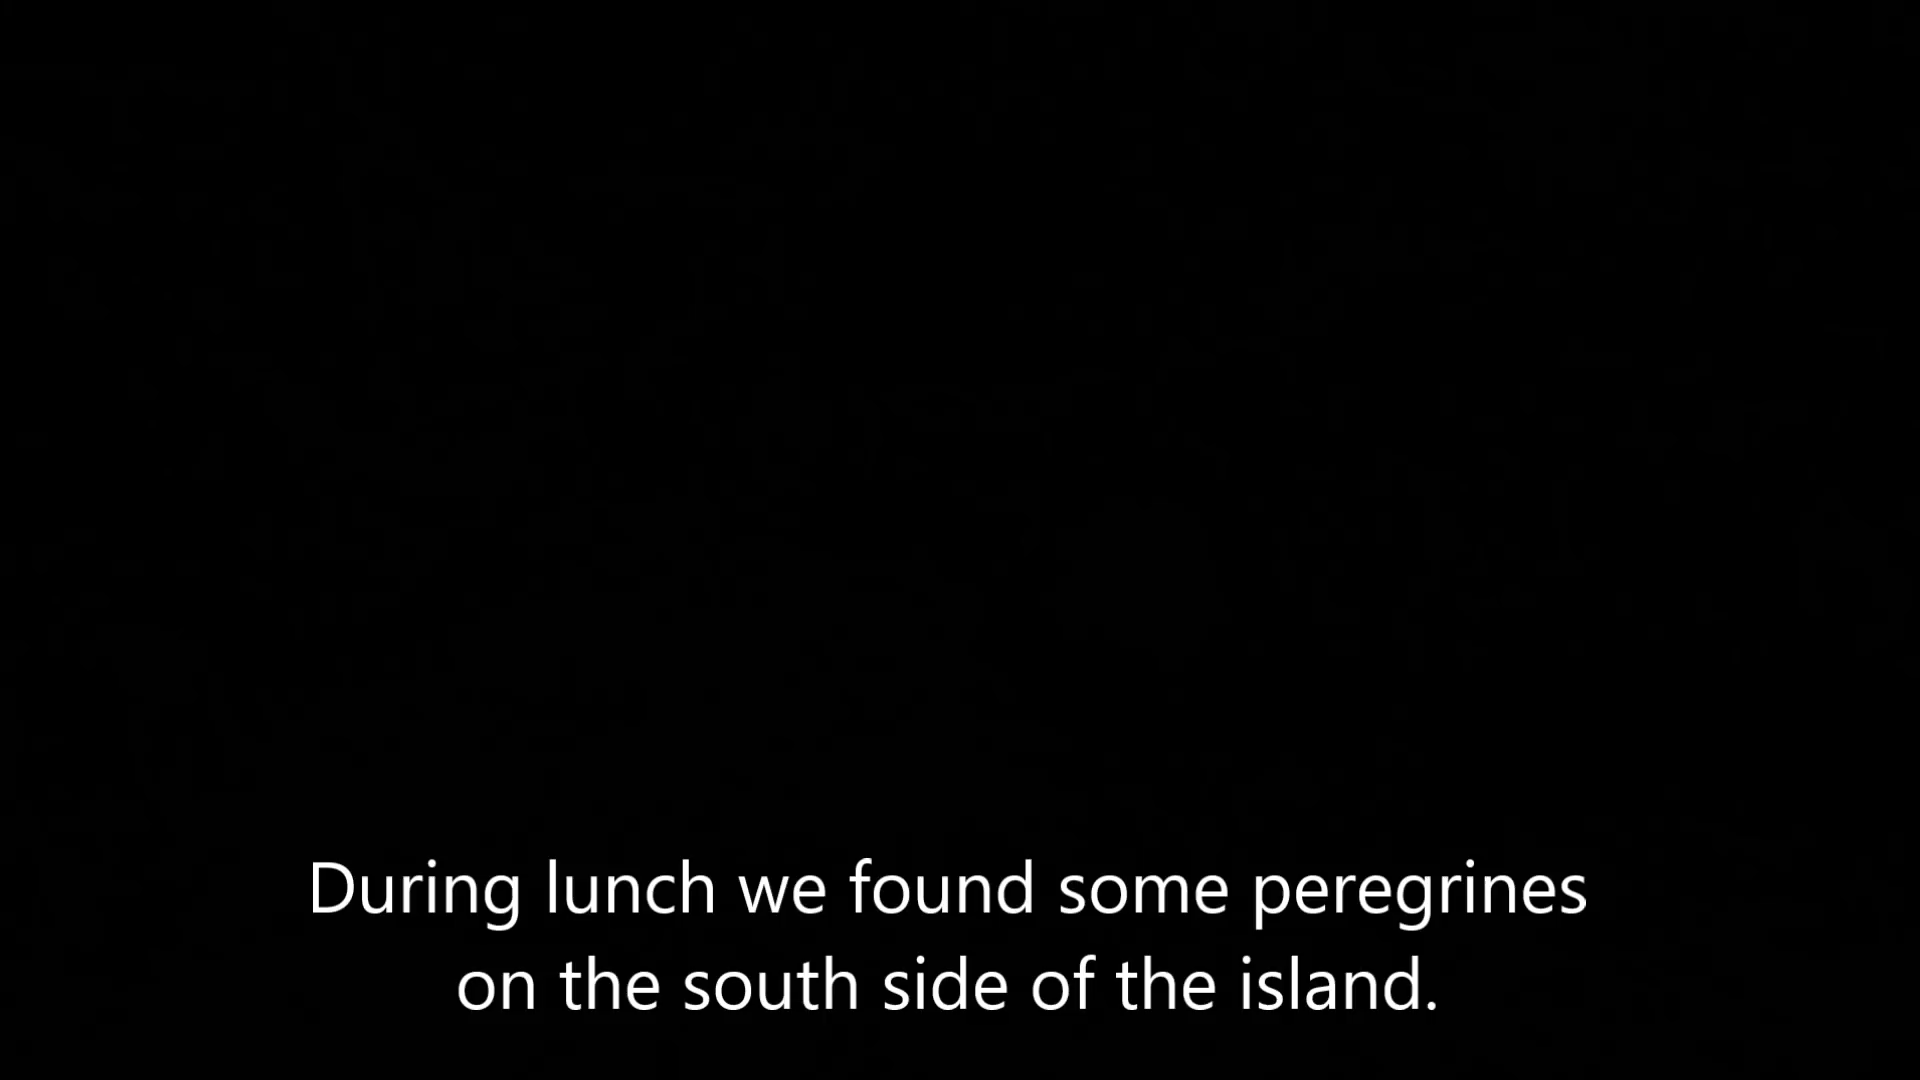 During lunch we found some peregrines
on the south side of the island.